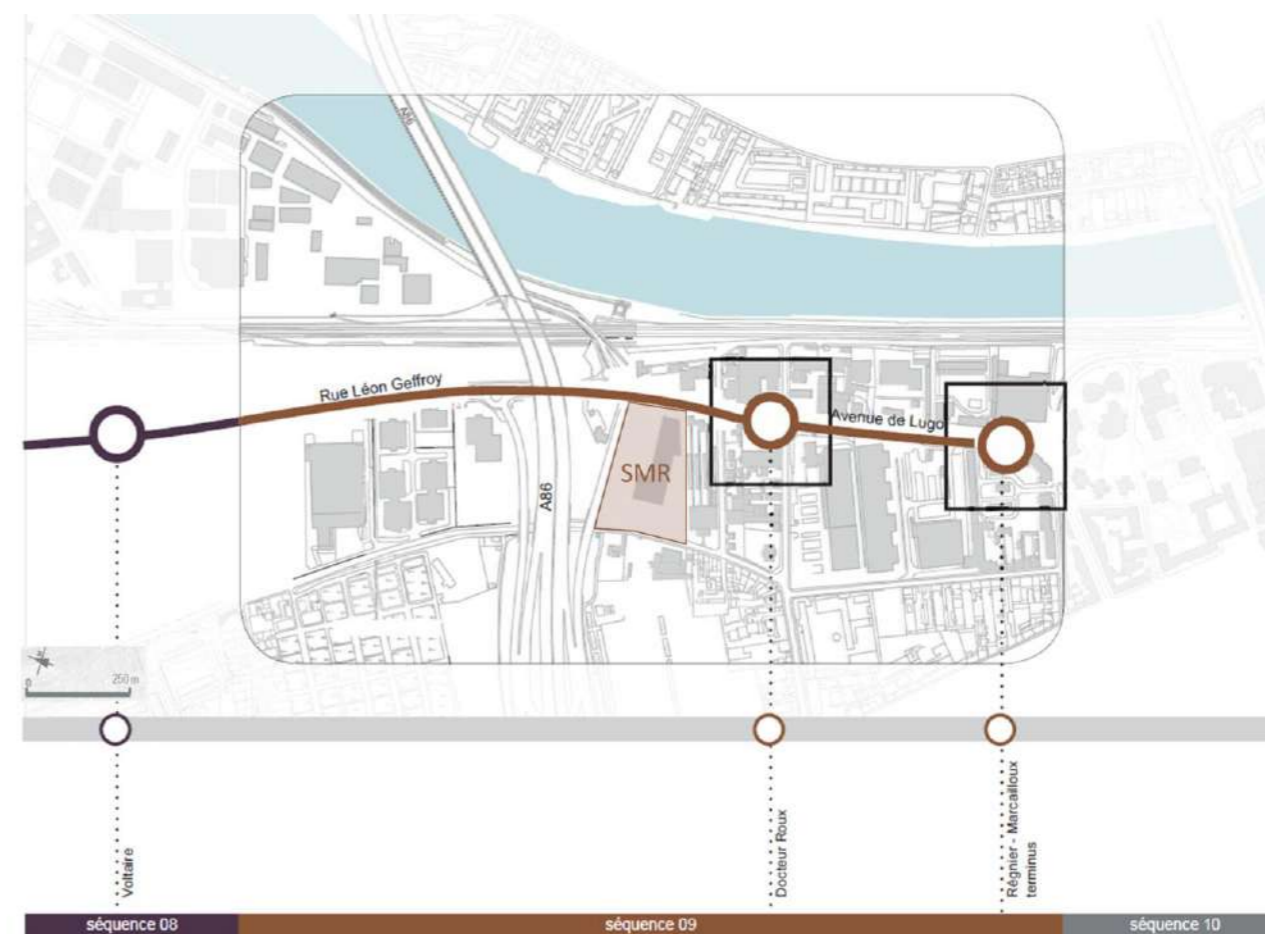 A86
Rue Léon Geffroy
Avenue de Lugo
SMR
A86
0
250 m
Voltaire
Docteur Roux
Régnier - Marcailloux
terminus
séquence 08
séquence 09
séquence 10